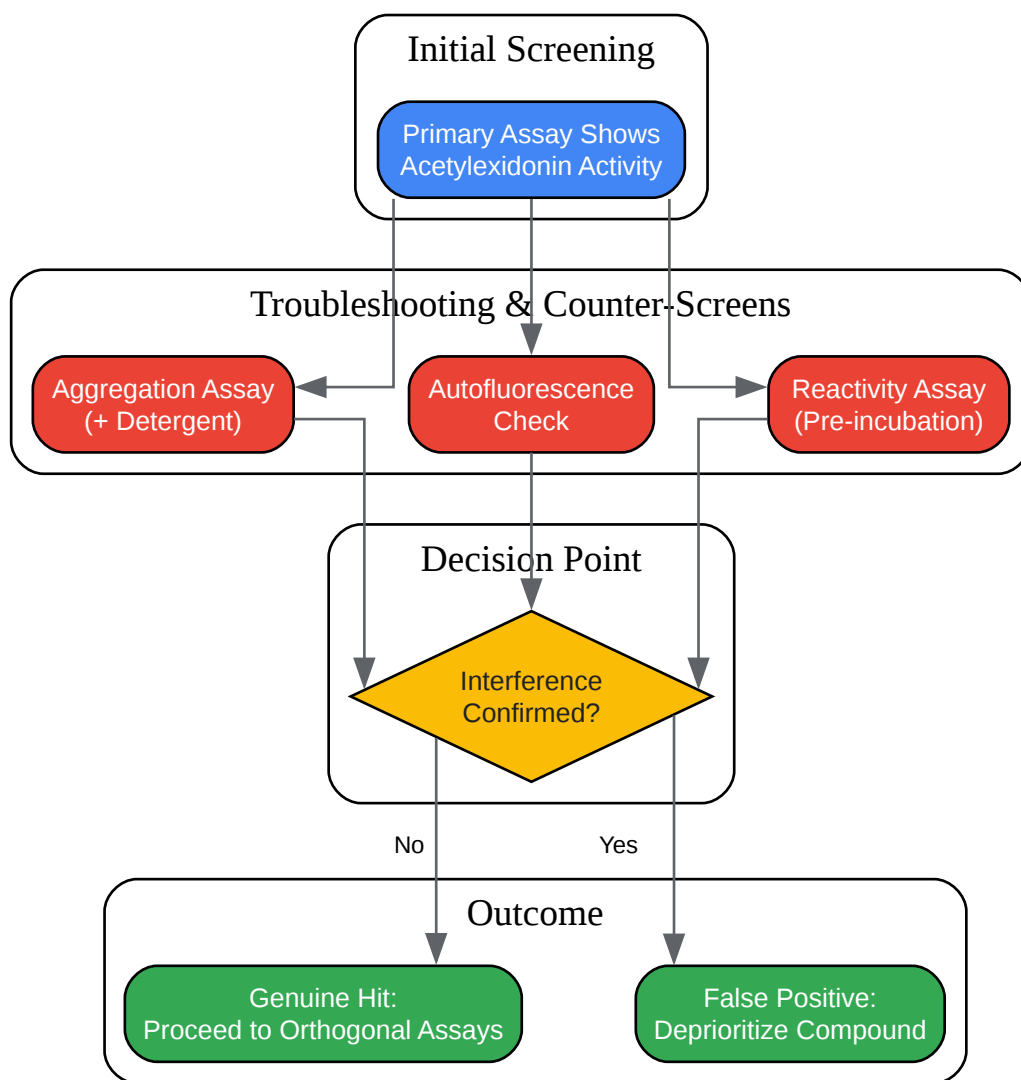 Initial Screening
Primary Assay Shows
Acetylexidonin Activity
Troubleshooting & Counter-Screens
Aggregation Assay
(+ Detergent)
Autofluorescence
Check
Reactivity Assay
(Pre-incubation)
Decision Point
Interference
Confirmed?
No
Yes
Outcome
Genuine Hit:
Proceed to Orthogonal Assays
False Positive:
Deprioritize Compound